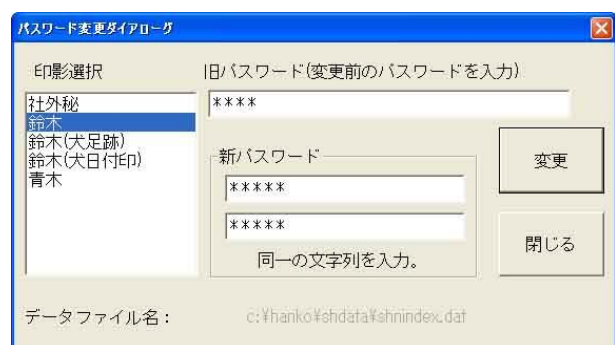 パスワード変更ダイアローグ
印影選択
旧パスワード(変更前のパスワードを入力)
社外秘
鈴木
鈴木(犬足跡)
鈴木(犬日付印)
青木
****
新パスワード
*****
*****
同一の文字列を入力。
変更
閉じる
データファイル名：
c:¥hanko¥shdata¥shnindex.dat